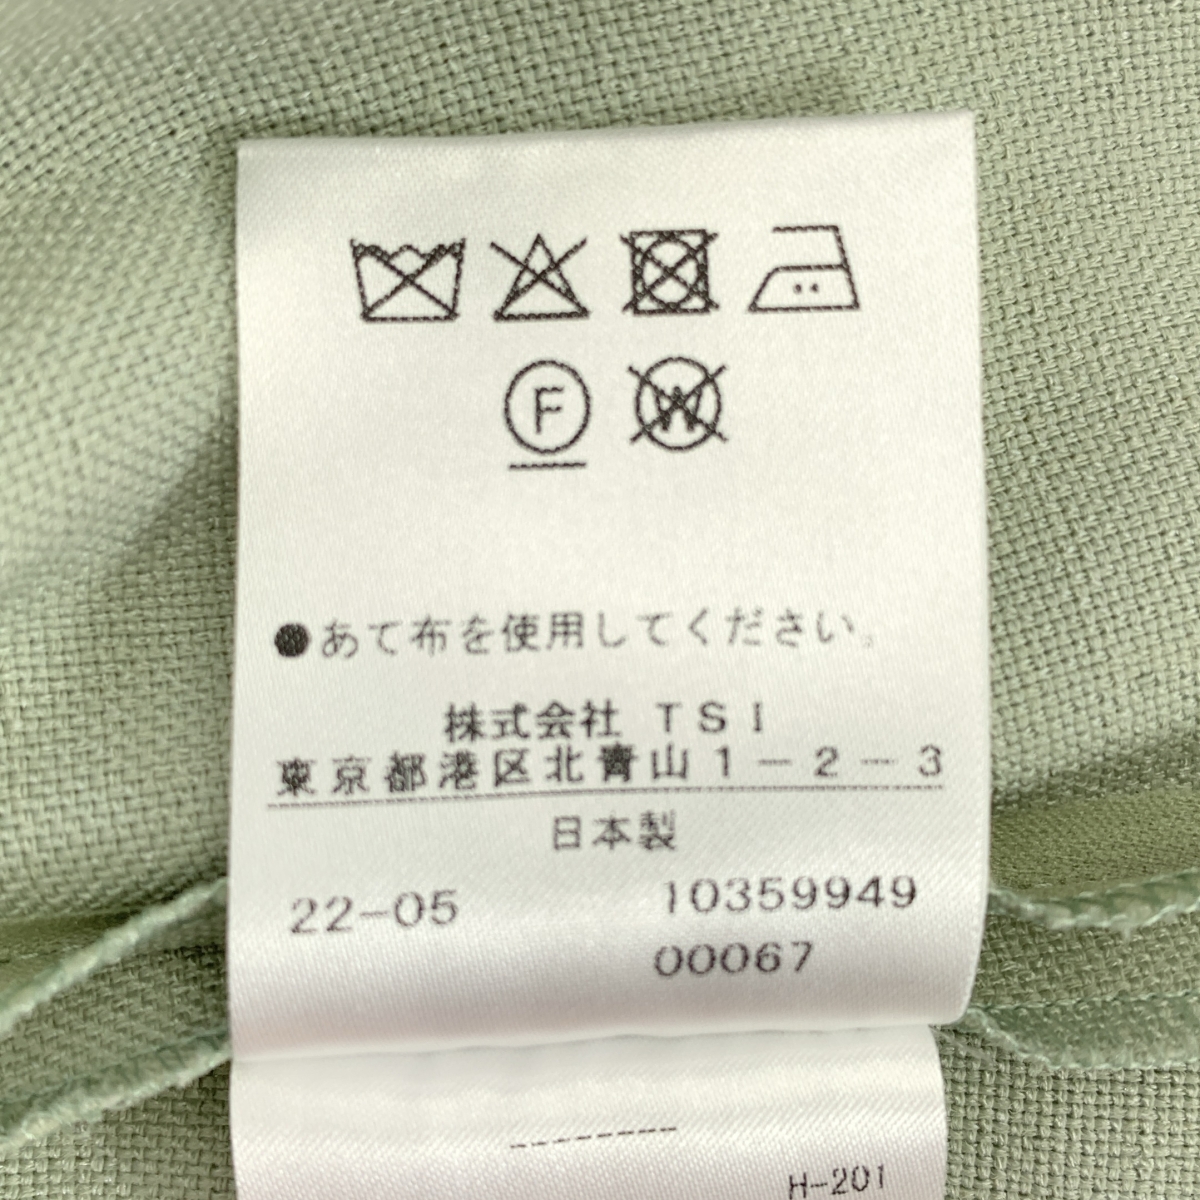 F W
●あて布を使用してください。
株式会社 TSI
東京都港区北青山1-2-3
日本製
22-05 10359949
00067
H-201